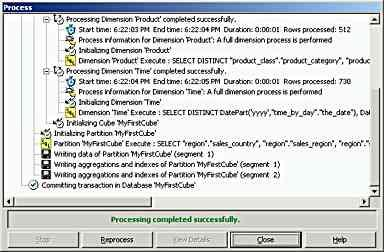 Process
Processing Dimension 'Product' completed successfully.
Start time: 6:22:03 PM End time: 6:22:04 PM Duration: 0:00:01 Rows processed: 512
Process information for Dimension 'Product': A full dimension process is performed
Initializing Dimension 'Product'
Dimension 'Product' Execute : SELECT DISTINCT "product_class"."product_category", "produc
Processing Dimension 'Time' completed successfully.
Start time: 6:22:04 PM End time: 6:22:05 PM Duration: 0:00:01 Rows processed: 730
Process information for Dimension 'Time': A full dimension process is performed
Initializing Dimension 'Time'
Dimension 'Time' Execute : SELECT DISTINCT DatePart('yyyy',"time_by_day"."the_date"), Dat
Initializing Cube 'MyFirstCube'
Initializing Partition 'MyFirstCube'
Partition 'MyFirstCube' Execute : SELECT "region"."sales_country", "region"."sales_region", "region".
Writing data of Partition 'MyFirstCube' (segment 1)
Writing aggregations and indexes of Partition 'MyFirstCube' (segment 1)
Writing aggregations and indexes of Partition 'MyFirstCube' (segment 2)
Committing transaction in Database 'MyFirstCube'
Processing completed successfully.
Stop Reprocess View Details Close Help